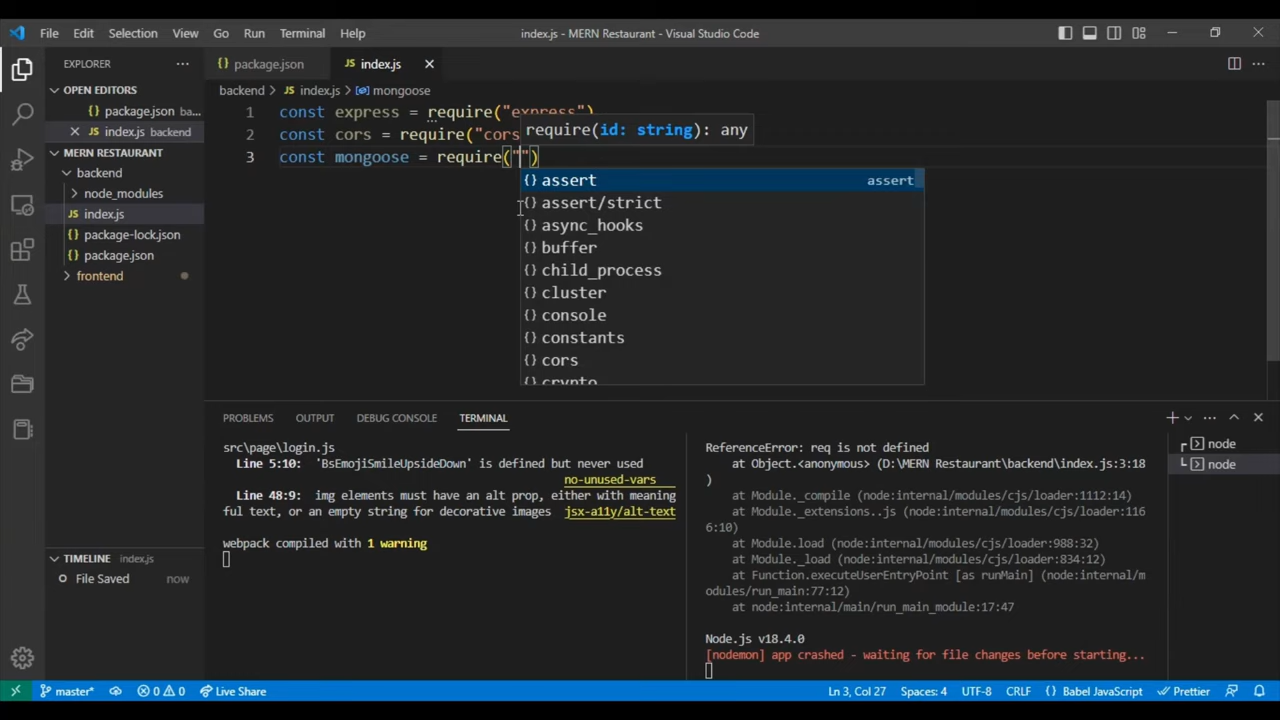 File Edit Selection View Go Run Terminal Help
index.js - MERN Restaurant - Visual Studio Code
EXPLORER
package.json
index.js
OPEN EDITORS
package.json ba...
index.js backend
MERN RESTAURANT
backend
node_modules
index.js
package-lock.json
package.json
frontend
backend > JS index.js > mongoose
1 const express = require("express")
2 const cors = require("cors
3 const mongoose = require("")
require(id: string): any
assert assert
assert/strict
async_hooks
buffer
child_process
cluster
console
constants
cors
crypto
PROBLEMS OUTPUT DEBUG CONSOLE TERMINAL
src\page\login.js
Line 5:10: 'BsEmojiSmileUpsideDown' is defined but never used
no-unused-vars
Line 48:9: img elements must have an alt prop, either with meaning
ful text, or an empty string for decorative images jsx-a11y/alt-text
webpack compiled with 1 warning
ReferenceError: req is not defined
at Object.<anonymous> (D:\MERN Restaurant\backend\index.js:3:18
)
at Module._compile (node:internal/modules/cjs/loader:1112:14)
at Module._extensions..js (node:internal/modules/cjs/loader:116
6:10)
at Module.load (node:internal/modules/cjs/loader:988:32)
at Module._load (node:internal/modules/cjs/loader:834:12)
at Function.executeUserEntryPoint [as runMain] (node:internal/m
odules/run_main:77:12)
at node:internal/main/run_main_module:17:47
Node.js v18.4.0
[nodemon] app crashed - waiting for file changes before starting...
node
node
TIMELINE index.js
File Saved now
master* 0 0 Live Share
Ln 3, Col 27 Spaces: 4 UTF-8 CRLF {} Babel JavaScript Prettier